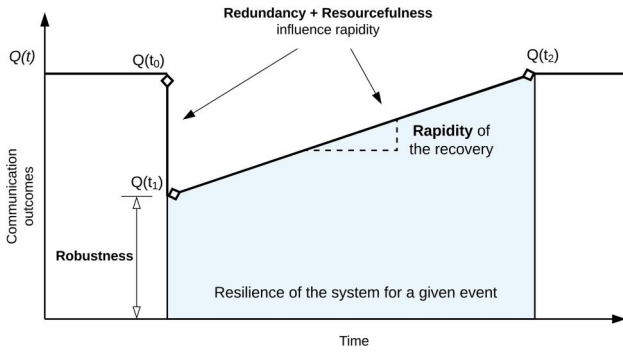 Redundancy + Resourcefulness
influence rapidity
Q(t)
Q(t₀)
Q(t₂)
Rapidity of
the recovery
Q(t₁)
Communication
outcomes
Robustness
Resilience of the system for a given event
Time